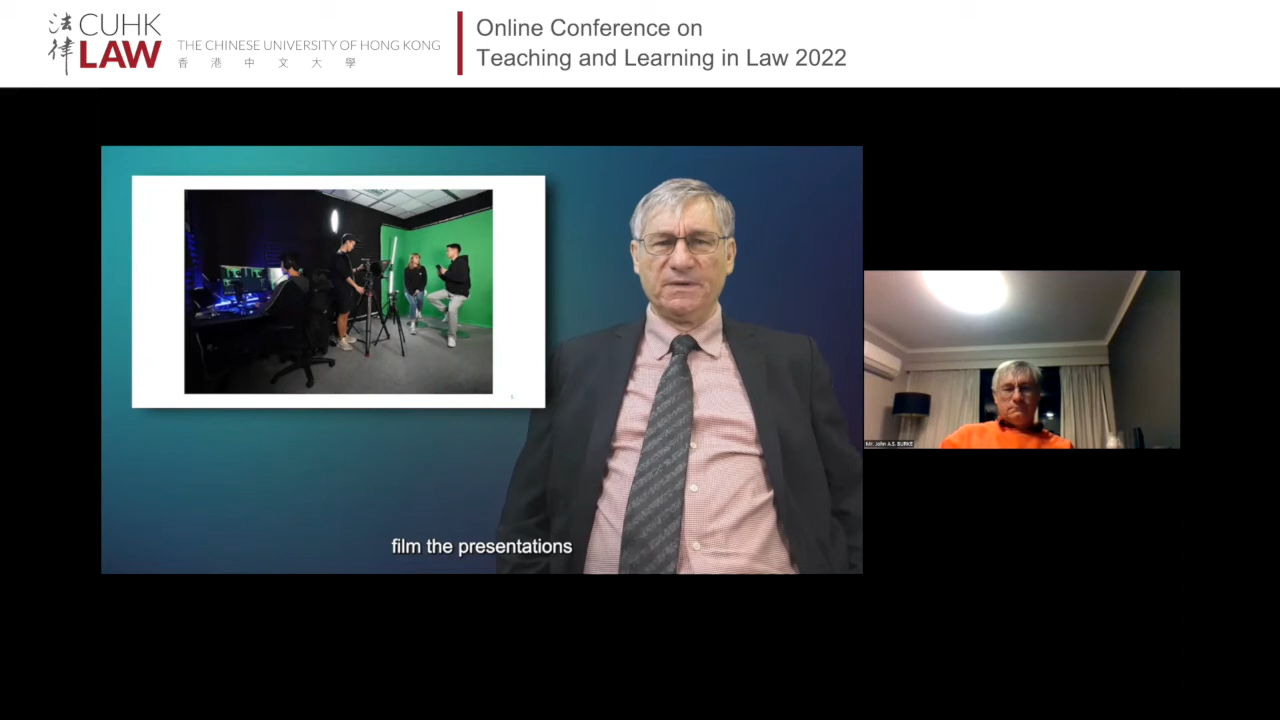 法律
CUHK
LAW
THE CHINESE UNIVERSITY OF HONG KONG
香港中文大學
Online Conference on
Teaching and Learning in Law 2022
film the presentations
Mr. John A.S. BURKE